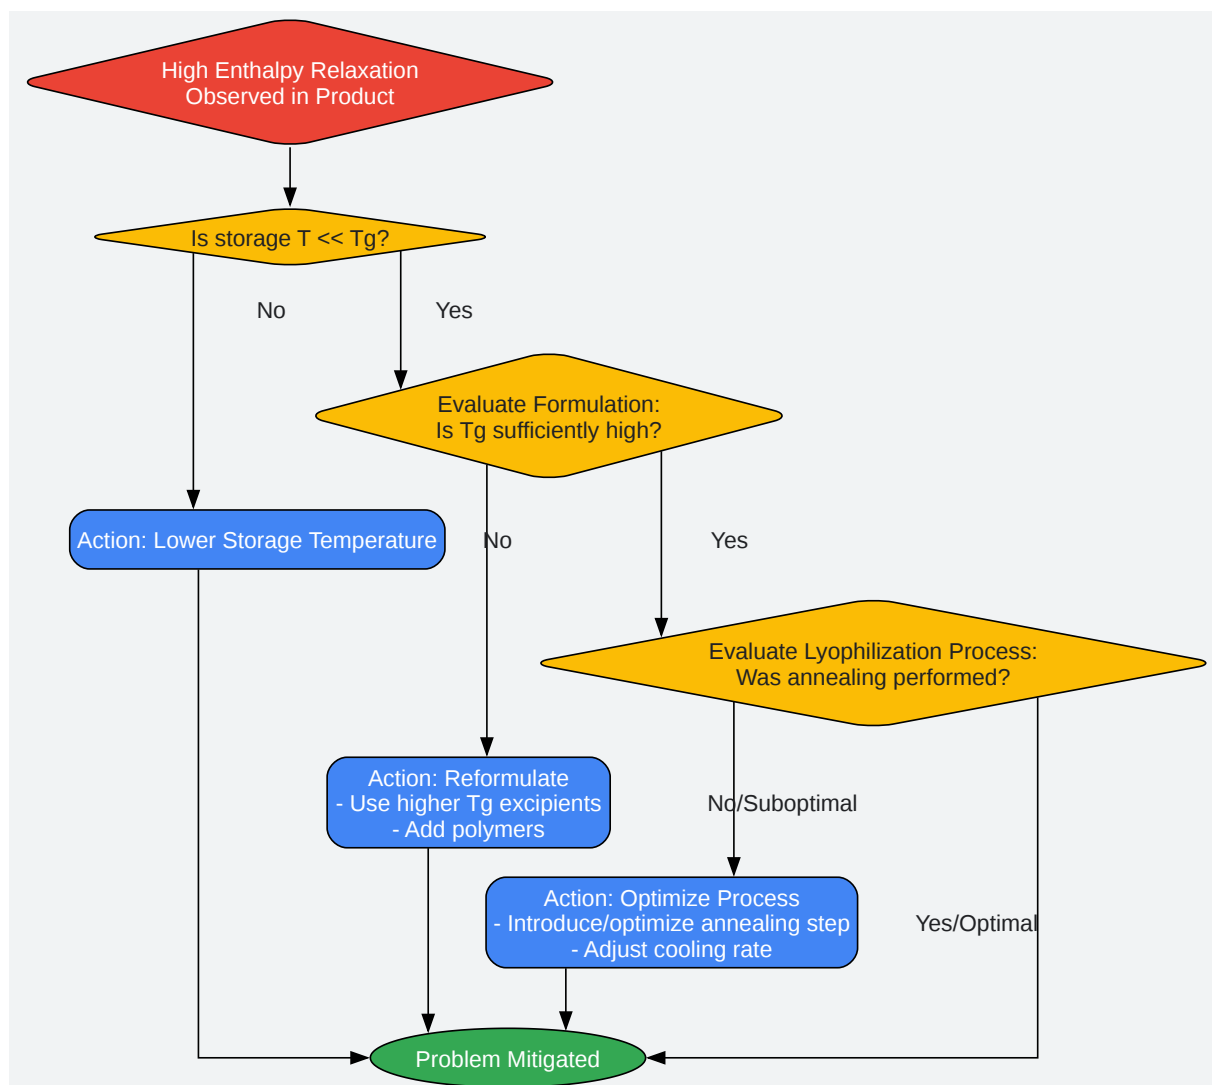 High Enthalpy Relaxation
Observed in Product
Is storage T << Tg?
No
Yes
Evaluate Formulation:
Is Tg sufficiently high?
Action: Lower Storage Temperature
No
Yes
Evaluate Lyophilization Process:
Was annealing performed?
Action: Reformulate
- Use higher Tg excipients
- Add polymers
No/Suboptimal
Action: Optimize Process
- Introduce/optimize annealing step
- Adjust cooling rate
Yes/Optimal
Problem Mitigated